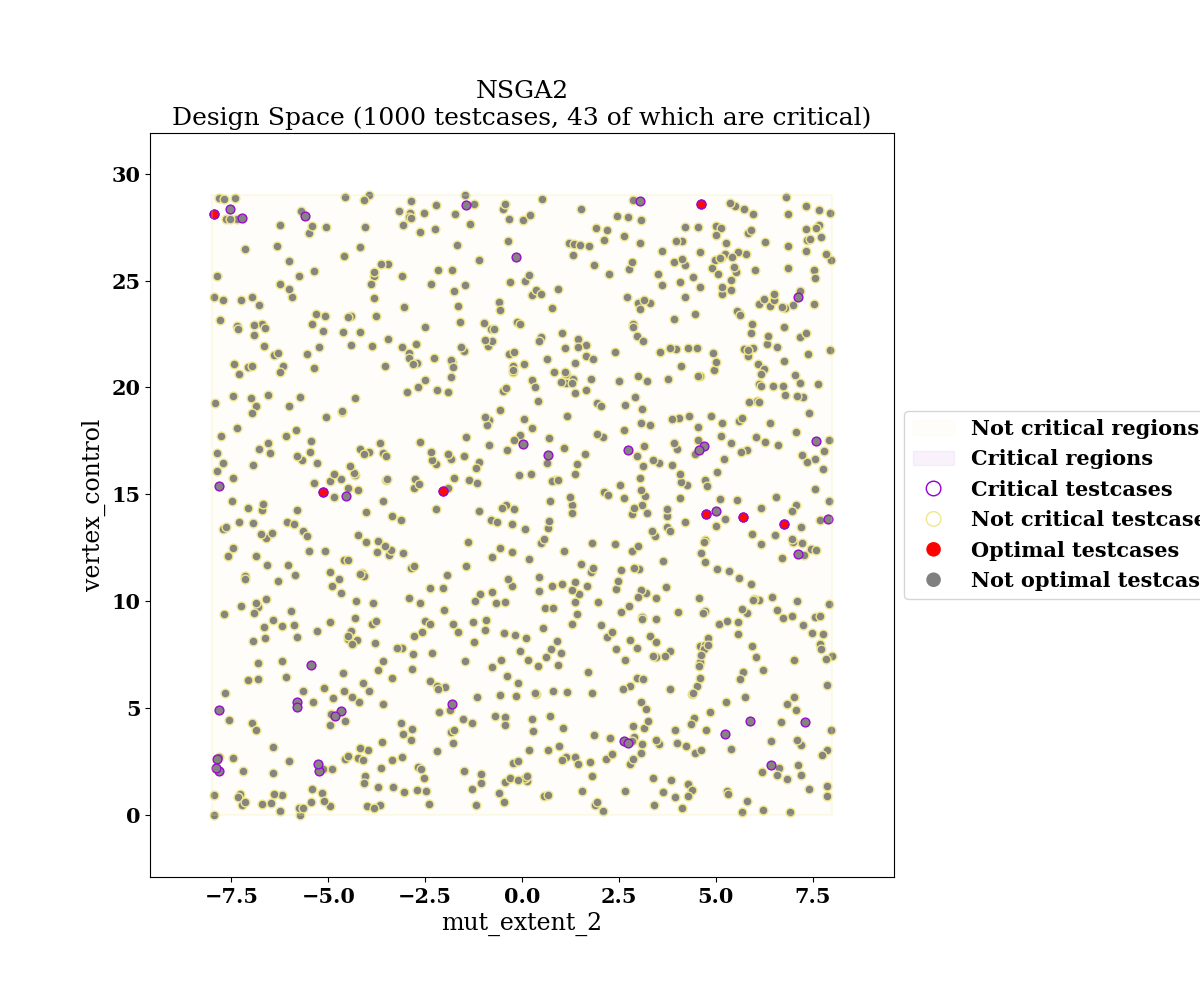 NSGA2
Design Space (1000 testcases, 43 of which are critical)
30
25
20
15
10
5
0
vertex_control
−7.5 −5.0 −2.5 0.0 2.5 5.0 7.5
mut_extent_2
Not critical regions
Critical regions
Critical testcases
Not critical testcase
Optimal testcases
Not optimal testcas